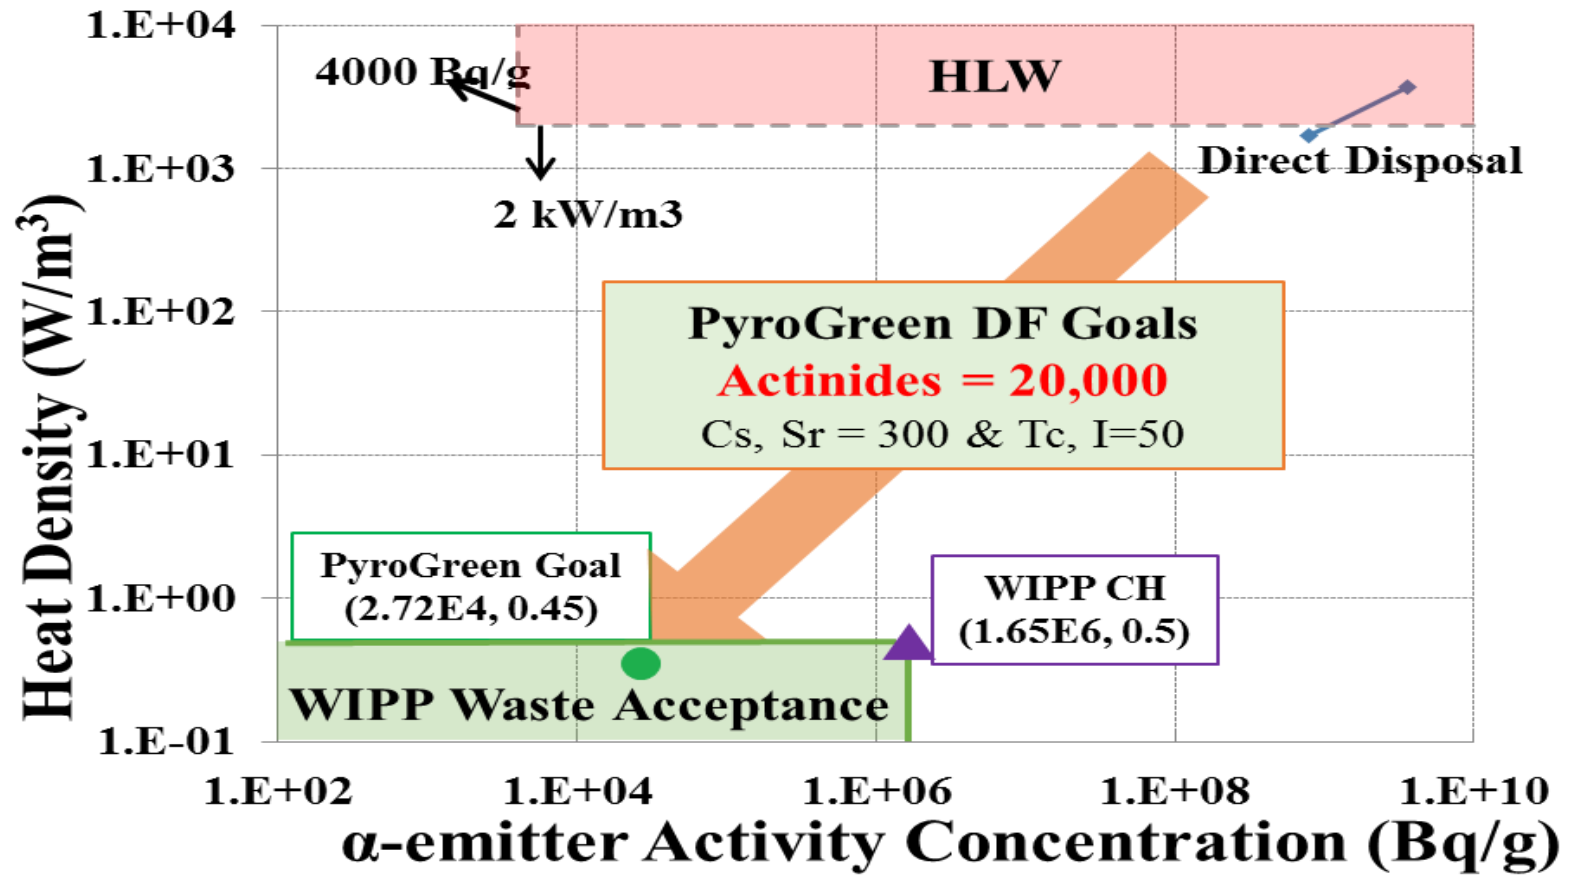 1.E+04
1.E+03
1.E+02
1.E+01
1.E+00
1.E-01
Heat Density (W/m³)
4000 Bq/g
HLW
2 kW/m3
Direct Disposal
PyroGreen DF Goals
Actinides = 20,000
Cs, Sr = 300 & Tc, I=50
PyroGreen Goal
(2.72E4, 0.45)
WIPP CH
(1.65E6, 0.5)
WIPP Waste Acceptance
1.E+02 1.E+04 1.E+06 1.E+08 1.E+10
α-emitter Activity Concentration (Bq/g)